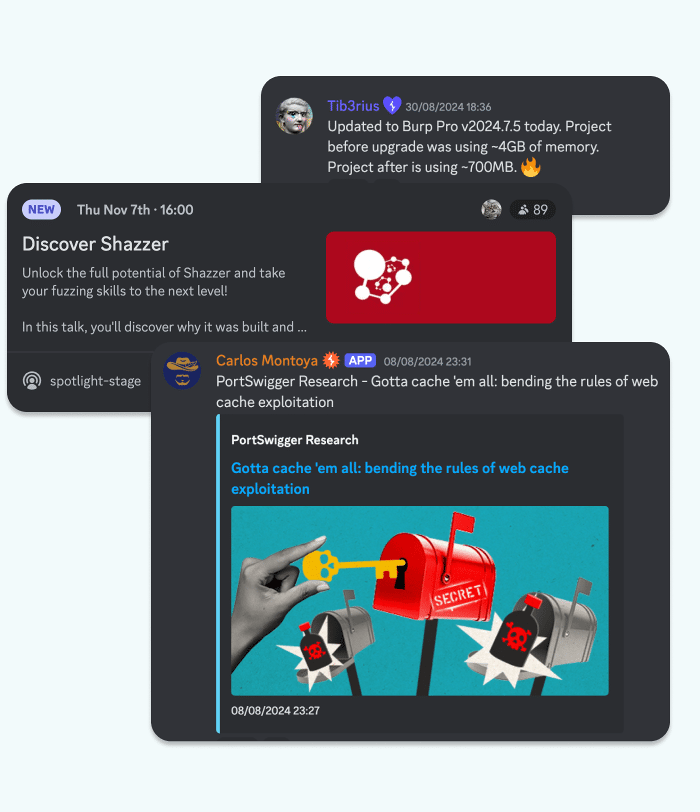 Tib3rius 30/08/2024 18:36
Updated to Burp Pro v2024.7.5 today. Project
before upgrade was using ~4GB of memory.
Project after is using ~700MB. 🔥
NEW Thu Nov 7th · 16:00 89
Discover Shazzer
Unlock the full potential of Shazzer and take
your fuzzing skills to the next level!
In this talk, you'll discover why it was built and ...
spotlight-stage
Carlos Montoya APP 08/08/2024 23:31
PortSwigger Research - Gotta cache 'em all: bending the rules of web
cache exploitation
PortSwigger Research
Gotta cache 'em all: bending the rules of web cache
exploitation
SECRET
08/08/2024 23:27